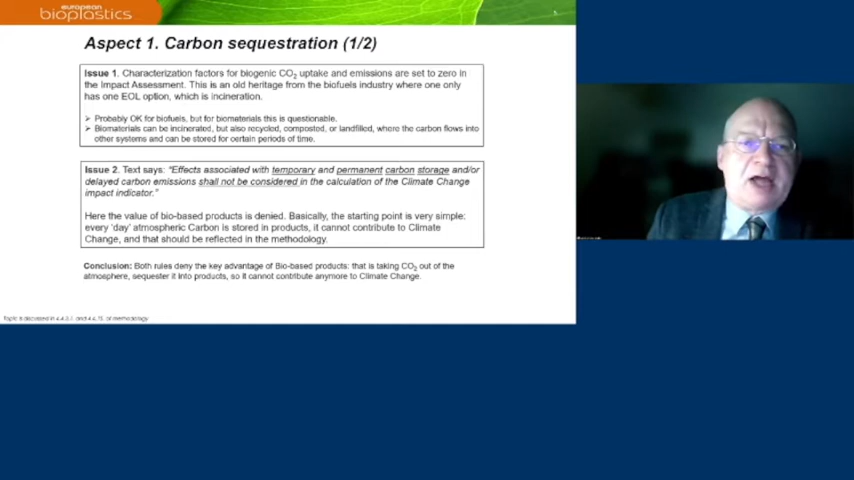 european
bioplastics
Aspect 1. Carbon sequestration (1/2)
Issue 1. Characterization factors for biogenic CO2 uptake and emissions are set to zero in
the Impact Assessment. This is an old heritage from the biofuels industry where one only
has one EOL option, which is incineration.
➢ Probably OK for biofuels, but for biomaterials this is questionable.
➢ Biomaterials can be incinerated, but also recycled, composted, or landfilled, where the carbon flows into
other systems and can be stored for certain periods of time.
Issue 2. Text says: "Effects associated with temporary and permanent carbon storage and/or
delayed carbon emissions shall not be considered in the calculation of the Climate Change
impact indicator."
Here the value of bio-based products is denied. Basically, the starting point is very simple:
every 'day' atmospheric Carbon is stored in products, it cannot contribute to Climate
Change, and that should be reflected in the methodology.
Conclusion: Both rules deny the key advantage of Bio-based products: that is taking CO2 out of the
atmosphere, sequester it into products, so it cannot contribute anymore to Climate Change.
Topic is discussed in and of methodology